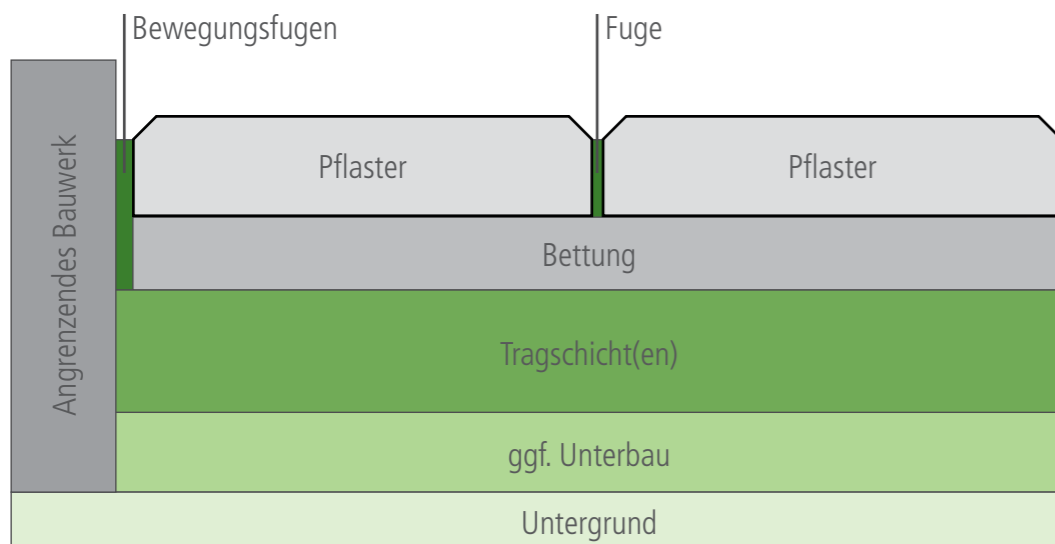 Bewegungsfugen
Fuge
Angrenzendes Bauwerk
Pflaster
Pflaster
Bettung
Tragschicht(en)
ggf. Unterbau
Untergrund